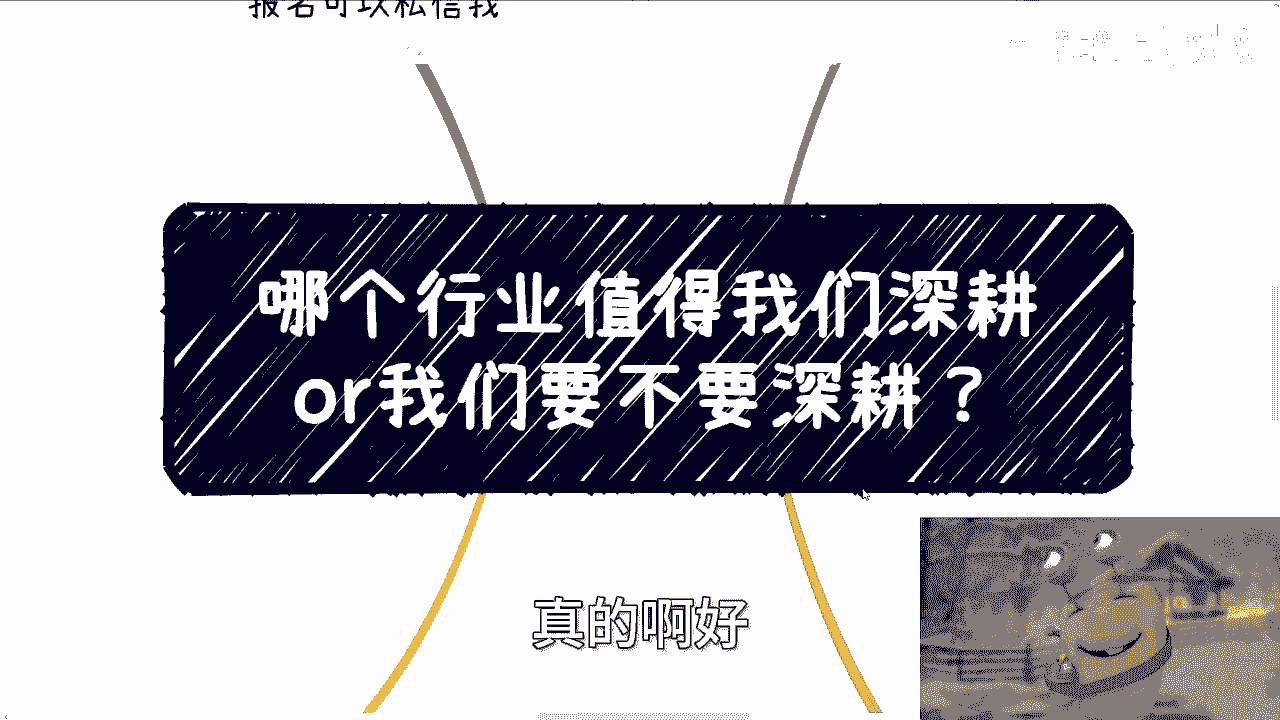 报名可以私信我
哪个行业值得我们深耕
or我们要不要深耕？
真的啊好